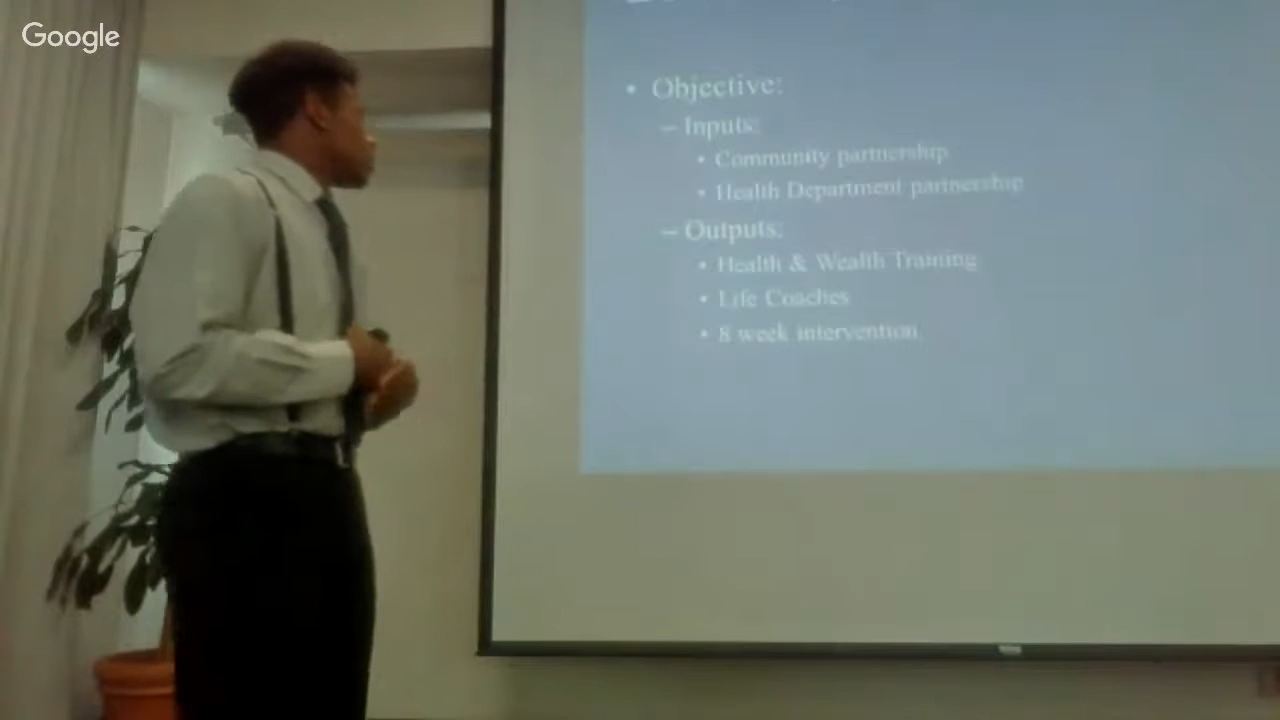 Google
• Objective:
– Inputs:
• Community partnership
• Health Department partnership
– Outputs:
• Health & Wealth Training
• Life Coaches
• 8 week intervention